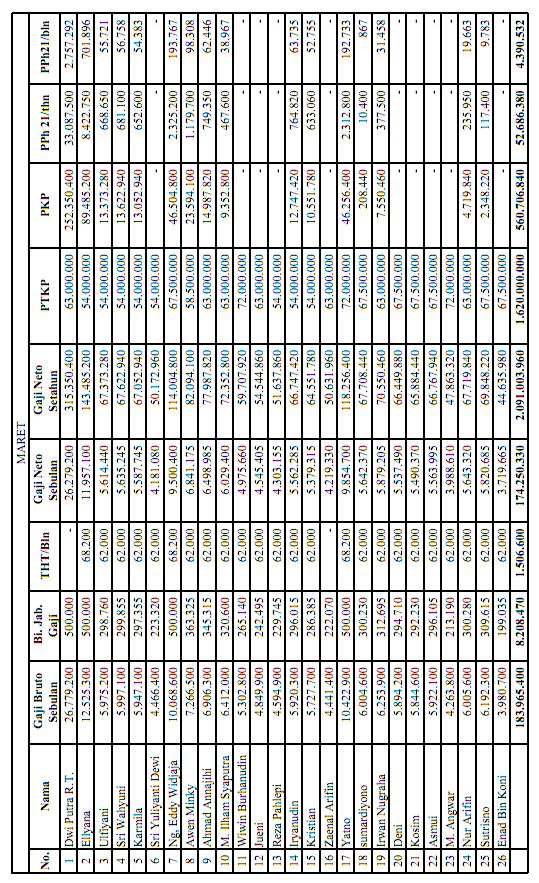 MARET
No. Nama Gaji Bruto Sebulan Bi. Jab. Gaji THT/Bln Gaji Neto Sebulan Gaji Neto Setahun PTKP PKP PPh 21/thn PPh21/bln
1 Dwi Putra R.T. 26.779.200 500.000 - 26.279.200 315.350.400 63.000.000 252.350.400 33.087.500 2.757.292
2 Ellyana 12.525.300 500.000 68.200 11.957.100 143.485.200 54.000.000 89.485.200 8.422.750 701.896
3 Ulfiyani 5.975.200 298.760 62.000 5.614.440 67.373.280 54.000.000 13.373.280 668.650 55.721
4 Sri Wahyuni 5.997.100 299.855 62.000 5.635.245 67.622.940 54.000.000 13.622.940 681.100 56.758
5 Karmila 5.947.100 297.355 62.000 5.587.745 67.052.940 54.000.000 13.052.940 652.600 54.383
6 Sri Yuliyanti Dewi 4.466.400 223.320 62.000 4.181.080 50.172.960 63.000.000 - - -
7 Ng, Eddy Widjaja 10.068.600 500.000 68.200 9.500.400 114.004.800 67.500.000 46.504.800 2.325.200 193.767
8 Awen Minky 7.266.500 363.325 62.000 6.841.175 82.094.100 58.500.000 23.594.100 1.179.700 98.308
9 Ahmad Annajihi 6.906.300 345.315 62.000 6.498.985 77.987.820 63.000.000 14.987.820 749.350 62.446
10 M. Ilham Syaputra 6.412.000 320.600 62.000 6.029.400 72.352.800 63.000.000 9.352.800 467.600 38.967
11 Wiwin Burhanudin 5.302.800 265.140 62.000 4.975.660 59.707.920 72.000.000 - - -
12 Jueni 4.849.900 242.495 62.000 4.545.405 54.544.860 63.000.000 - - -
13 Reza Pahlepi 4.594.900 229.745 62.000 4.303.155 51.637.860 54.000.000 - - -
14 Iryanudin 5.920.300 296.015 62.000 5.562.285 66.747.420 54.000.000 12.747.420 764.820 63.735
15 Kristian 5.727.700 286.385 62.000 5.379.315 64.551.780 54.000.000 10.551.780 633.060 52.755
16 Zaenal Arifin 4.441.400 222.070 - 4.219.330 50.631.960 63.000.000 - - -
17 Yatno 10.422.900 500.000 68.200 9.854.700 118.256.400 72.000.000 46.256.400 2.312.800 192.733
18 sumardiyono 6.004.600 300.230 62.000 5.642.370 67.708.440 67.500.000 208.440 10.400 867
19 Irwan Nugraha 6.253.900 312.695 62.000 5.879.205 70.550.460 63.000.000 7.550.460 377.500 31.458
20 Deni 5.894.200 294.710 62.000 5.537.490 66.449.880 67.500.000 - - -
21 Kosim 5.844.600 292.230 62.000 5.490.370 65.884.440 67.500.000 - - -
22 Asmui 5.922.100 296.105 62.000 5.563.995 66.767.940 67.500.000 - - -
23 M. Angwar 4.263.800 213.190 62.000 3.988.610 47.863.320 72.000.000 - - -
24 Nur Arifin 6.005.600 300.280 62.000 5.643.320 67.719.840 63.000.000 4.719.840 235.950 19.663
25 Sutrisno 6.192.300 309.615 62.000 5.820.685 69.848.220 67.500.000 2.348.220 117.400 9.783
26 Enad Bin Koni 3.980.700 199.035 62.000 3.719.665 44.635.980 67.500.000 - - -
183.965.400 8.208.470 1.506.600 174.250.330 2.091.003.960 1.620.000.000 560.706.840 52.686.380 4.390.532